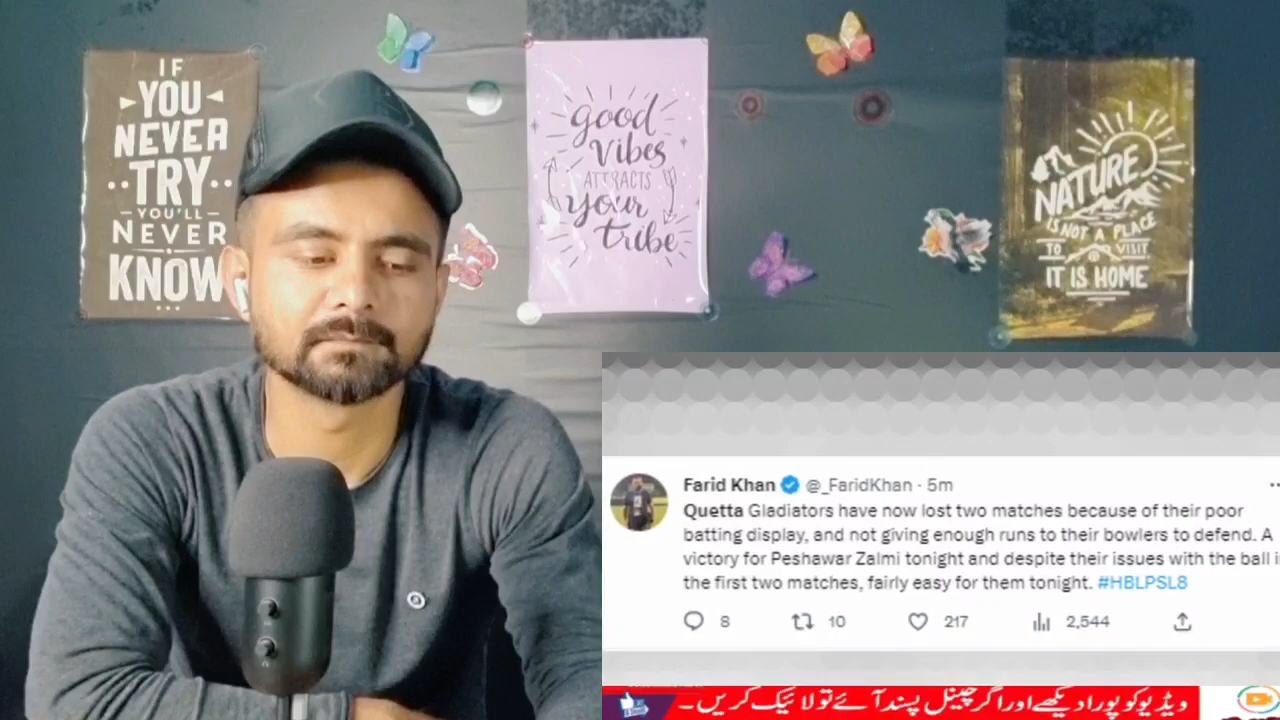 IF
YOU
NEVER
TRY
YOU'LL
NEVER
KNOW
good
Vibes
ATTRACTS
your
tribe
NATURE
IS NOT A PLACE
TO VISIT
IT IS HOME
Farid Khan @_FaridKhan · 5m
Quetta Gladiators have now lost two matches because of their poor
batting display, and not giving enough runs to their bowlers to defend. A
victory for Peshawar Zalmi tonight and despite their issues with the ball
the first two matches, fairly easy for them tonight. #HBLPSL8
8 10 217 2,544
ویڈیو کو پورا دیکھے اور اگر چینل پسند آئے تو لائیک کریں۔